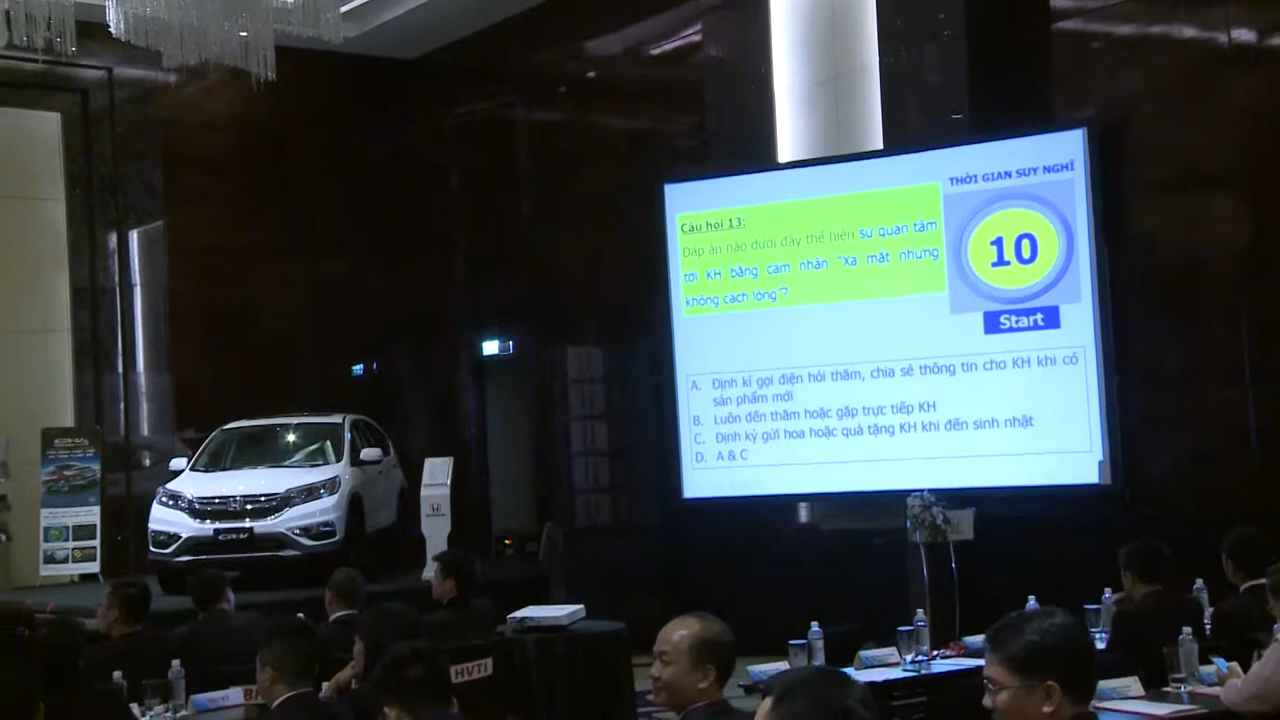 THỜI GIAN SUY NGHĨ
Câu hỏi 13:
Đáp án nào dưới đây thể hiện sự quan tâm
tới KH bằng cảm nhận "Xa mặt nhưng
không cách lòng"?
10
Start
A. Định kì gọi điện hỏi thăm, chia sẻ thông tin cho KH khi có
sản phẩm mới
B. Luôn đến thăm hoặc gặp trực tiếp KH
C. Định kỳ gửi hoa hoặc quà tặng KH khi đến sinh nhật
D. A & C
CR-V
HONDA
CR-V
HVTI